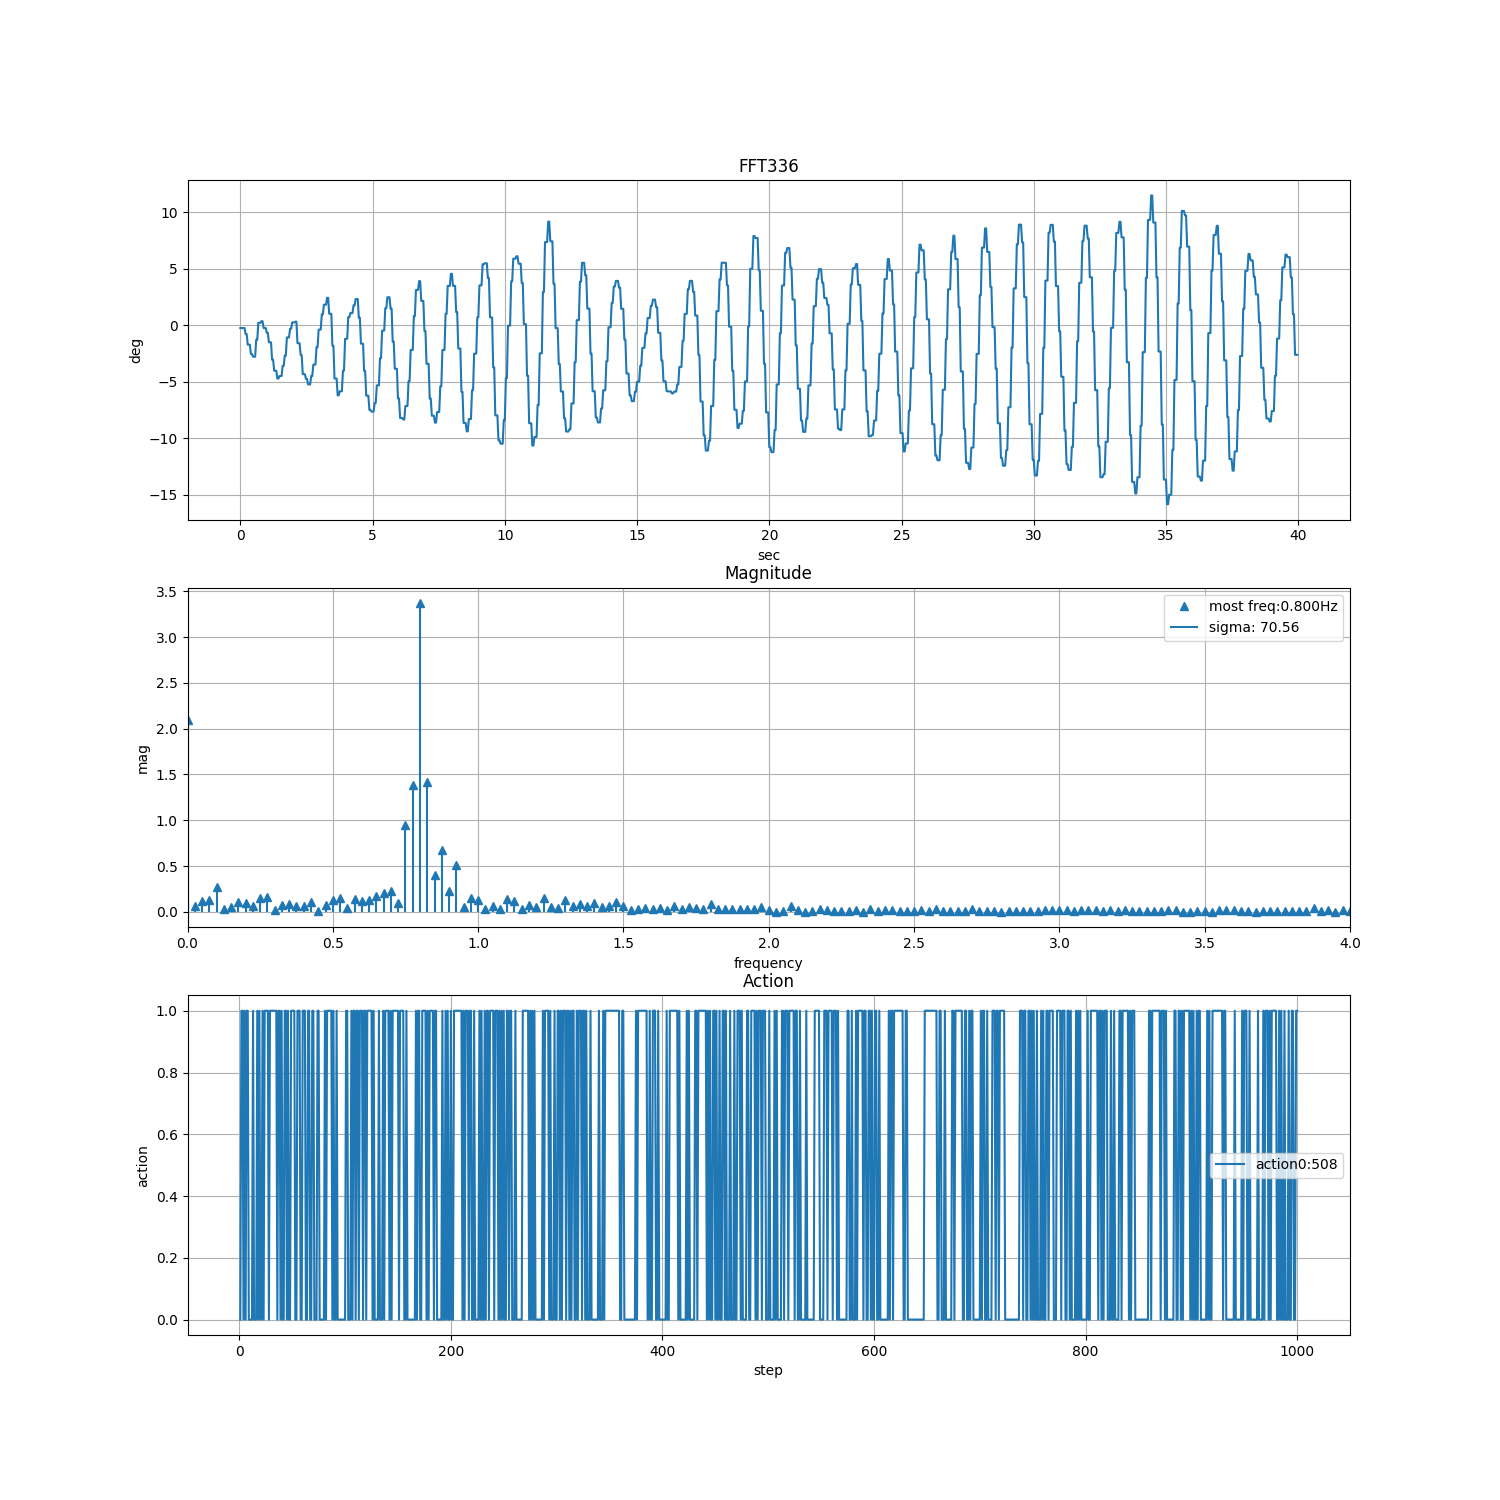 FFT336
10
5
0
−5
−10
−15
deg
0 5 10 15 20 25 30 35 40
sec
Magnitude
3.5
3.0
2.5
2.0
1.5
1.0
0.5
0.0
mag
most freq:0.800Hz
sigma: 70.56
0.0 0.5 1.0 1.5 2.0 2.5 3.0 3.5 4.0
frequency
Action
1.0
0.8
0.6
0.4
0.2
0.0
action
action0:508
0 200 400 600 800 1000
step